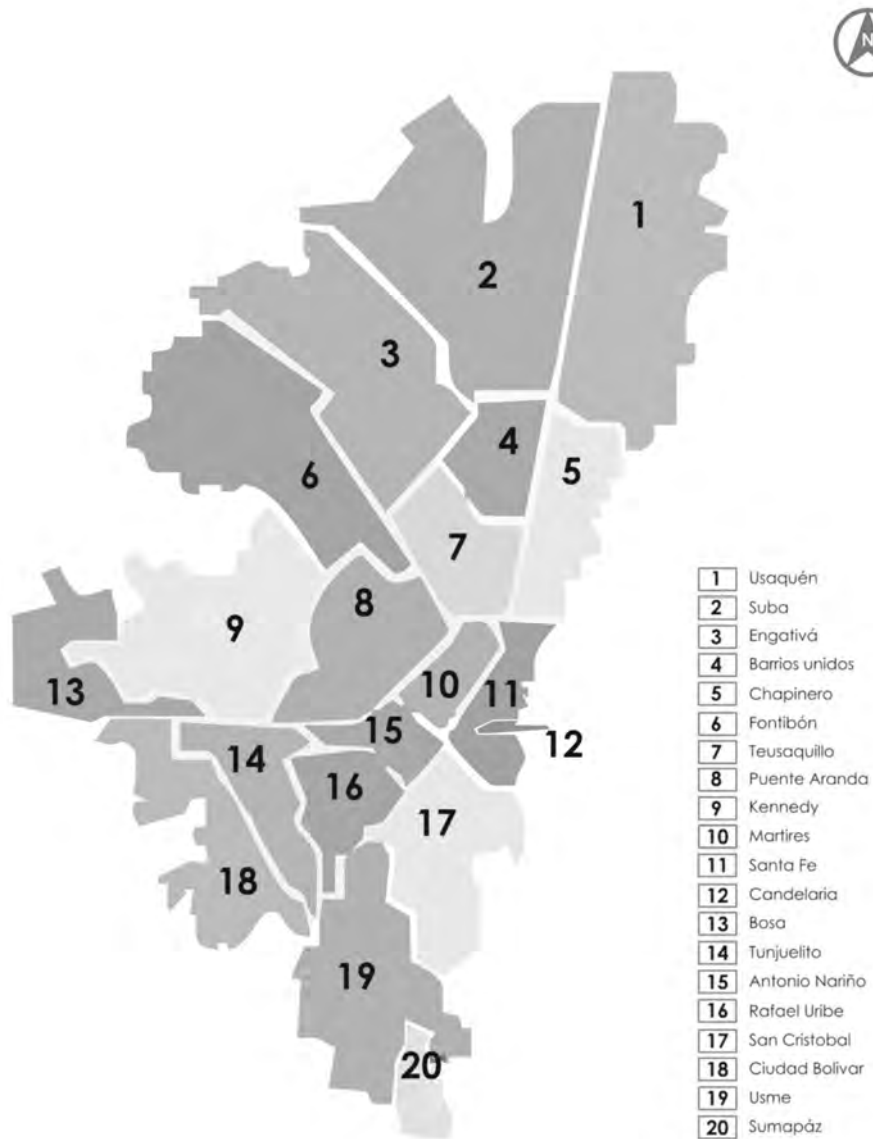 N
1
2
3
4
5
6
7
8
9
10
11
12
13
14
15
16
17
18
19
20
1 Usaquén
2 Suba
3 Engativá
4 Barrios unidos
5 Chapinero
6 Fontibón
7 Teusaquillo
8 Puente Aranda
9 Kennedy
10 Martires
11 Santa Fe
12 Candelaria
13 Bosa
14 Tunjuelito
15 Antonio Nariño
16 Rafael Uribe
17 San Cristobal
18 Ciudad Bolivar
19 Usme
20 Sumapáz